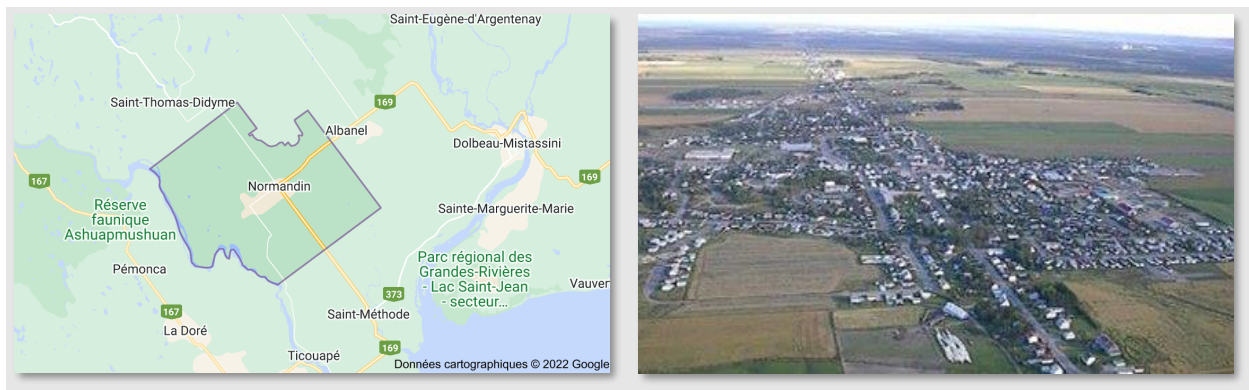 Saint-Eugène-d'Argentenay
Saint-Thomas-Didyme
169
Albanel
Dolbeau-Mistassini
167
169
Normandin
Réserve
faunique
Ashuapmushuan
Sainte-Marguerite-Marie
Parc régional des
Grandes-Rivières
- Lac Saint-Jean
- secteur...
Pémonca
Vauver
373
167
Saint-Méthode
La Doré
169
Ticouapé
Données cartographiques © 2022 Google